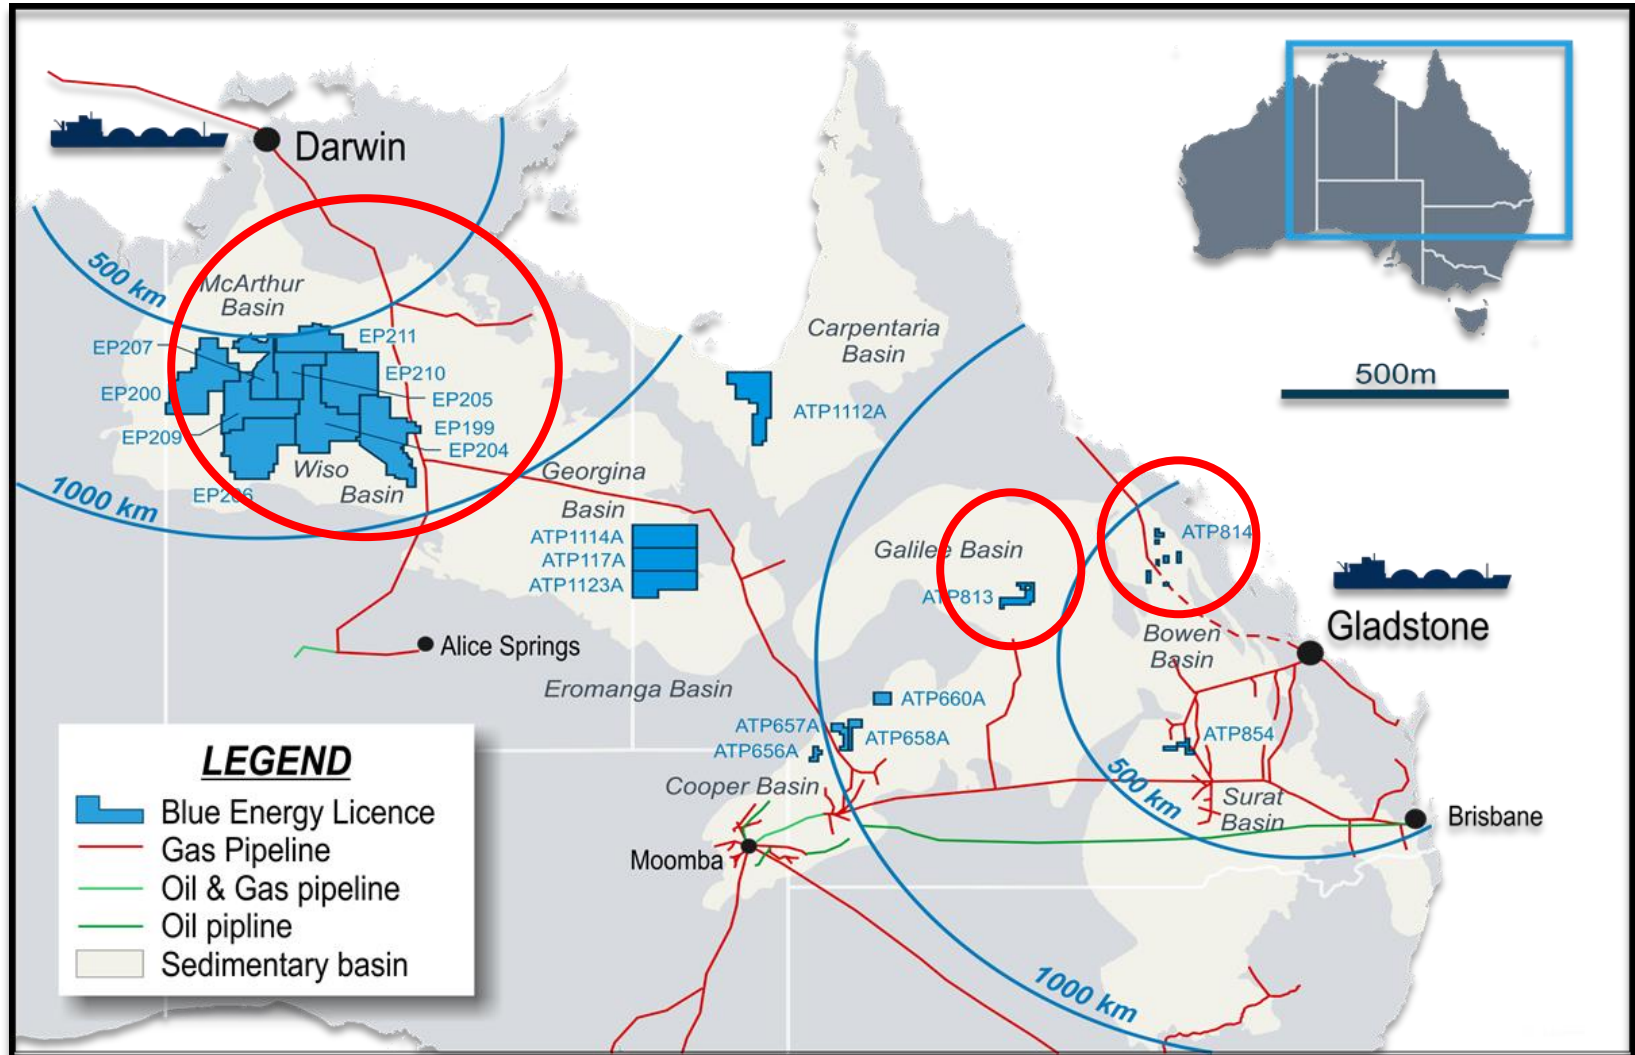 Darwin
500 km
McArthur
Basin
EP207
EP211
EP200
EP210
EP205
EP209
EP199
EP204
Wiso
Basin
EP206
1000 km
Carpentaria
Basin
ATP1112A
500m
Georgina
Basin
ATP1114A
ATP117A
ATP1123A
Galilee Basin
ATP813
ATP814
Gladstone
Bowen
Basin
Alice Springs
Eromanga Basin
ATP660A
ATP657A
ATP658A
ATP656A
ATP854
Cooper Basin
500 km
Surat
Basin
Brisbane
Moomba
1000 km
LEGEND
Blue Energy Licence
Gas Pipeline
Oil & Gas pipeline
Oil pipline
Sedimentary basin